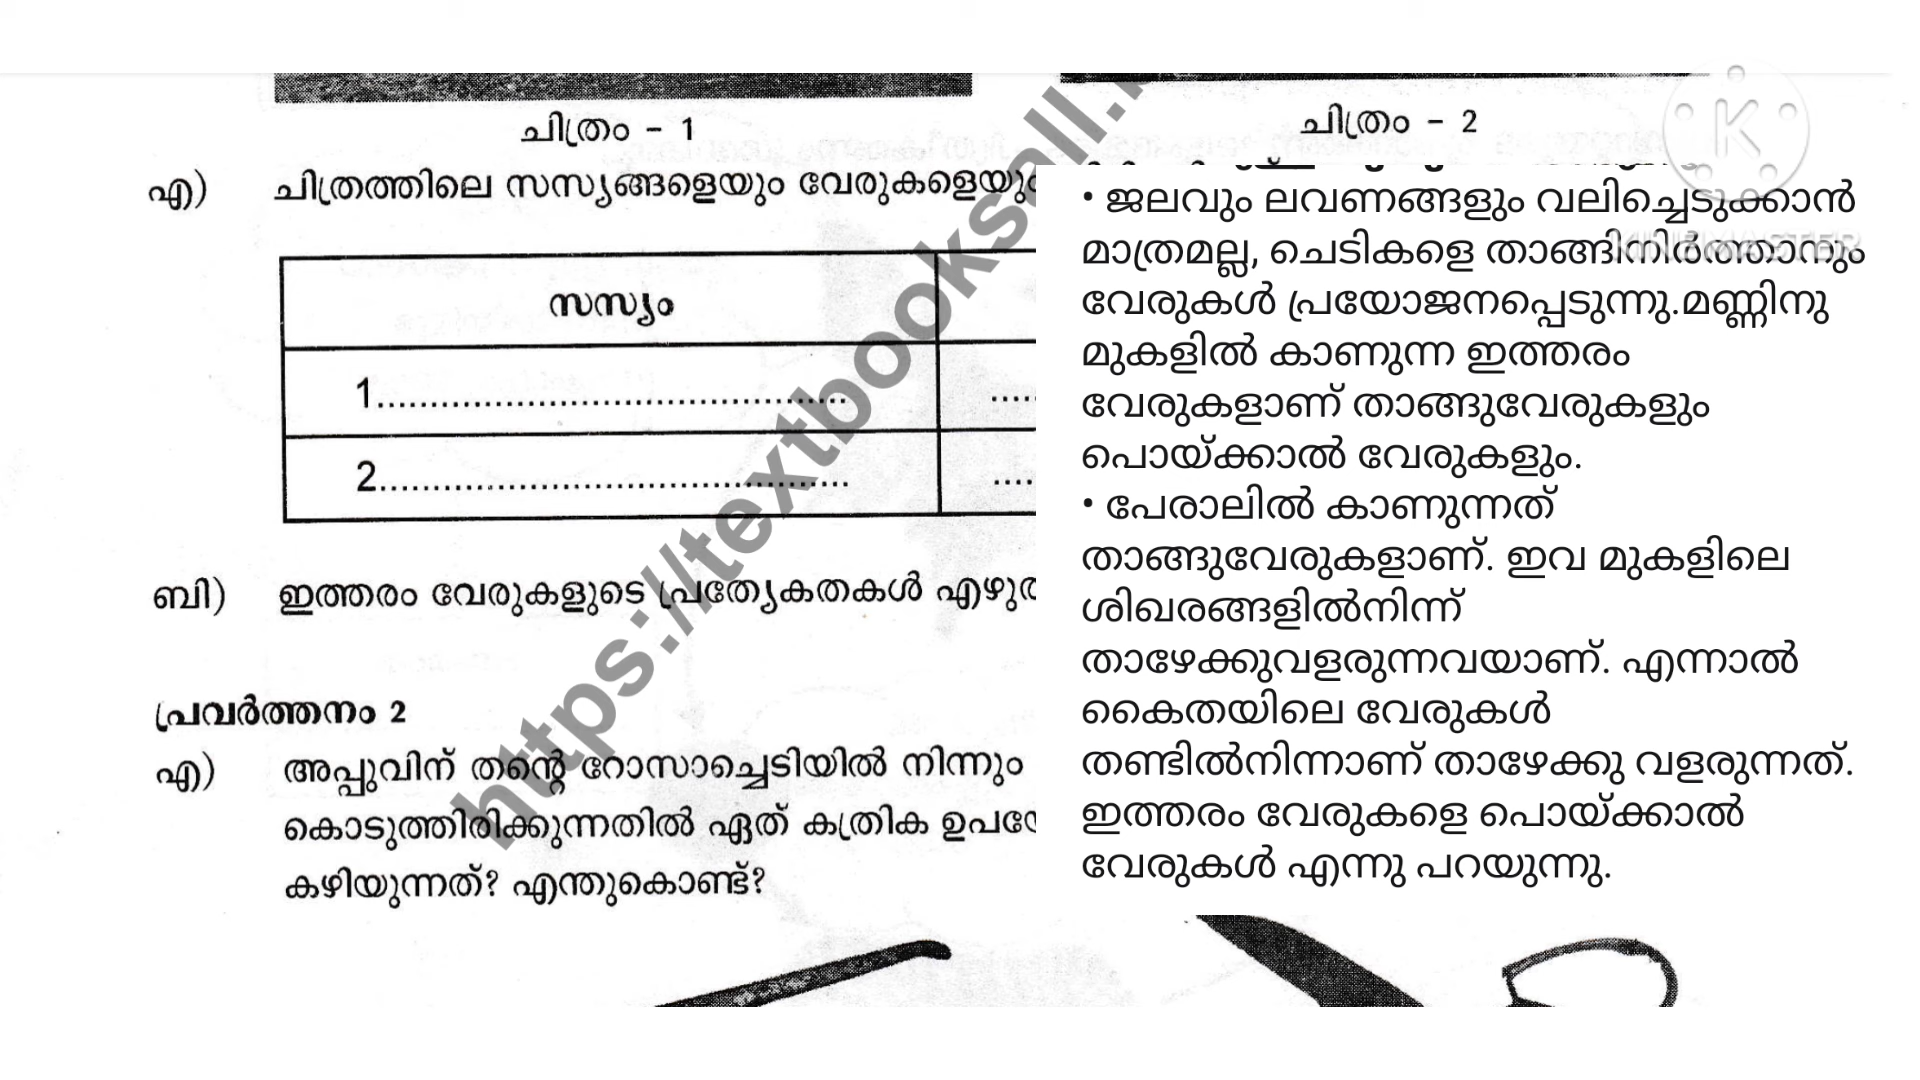 ചിത്രം - 1
ചിത്രം - 2
എ) ചിത്രത്തിലെ സസ്യങ്ങളെയും
സസ്യം
1
2
ബി) ഇത്തരം വേരുകളുടെ പ്രത്യേകതകൾ
പ്രവർത്തനം 2
എ) അപ്പുവിന് തന്റെ റോസാച്ചെടിയിൽ നിന്നും
കൊടുത്തിരിക്കുന്നതിൽ ഏത് കത്രിക
കഴിയുന്നത്? എന്തുകൊണ്ട്?
• ജലവും ലവണങ്ങളും വലിച്ചെടുക്കാൻ
മാത്രമല്ല, ചെടികളെ താങ്ങിനിർത്താനും
വേരുകൾ പ്രയോജനപ്പെടുന്നു.മണ്ണിനു
മുകളിൽ കാണുന്ന ഇത്തരം
വേരുകളാണ് താങ്ങുവേരുകളും
പൊയ്ക്കാൽ വേരുകളും.
• പേരാലിൽ കാണുന്നത്
താങ്ങുവേരുകളാണ്. ഇവ മുകളിലെ
ശിഖരങ്ങളിൽനിന്ന്
താഴേക്കുവളരുന്നവയാണ്. എന്നാൽ
കൈതയിലെ വേരുകൾ
തണ്ടിൽനിന്നാണ് താഴേക്കു വളരുന്നത്.
ഇത്തരം വേരുകളെ പൊയ്ക്കാൽ
വേരുകൾ എന്നു പറയുന്നു.
https://textbooksall.
KINEMASTER